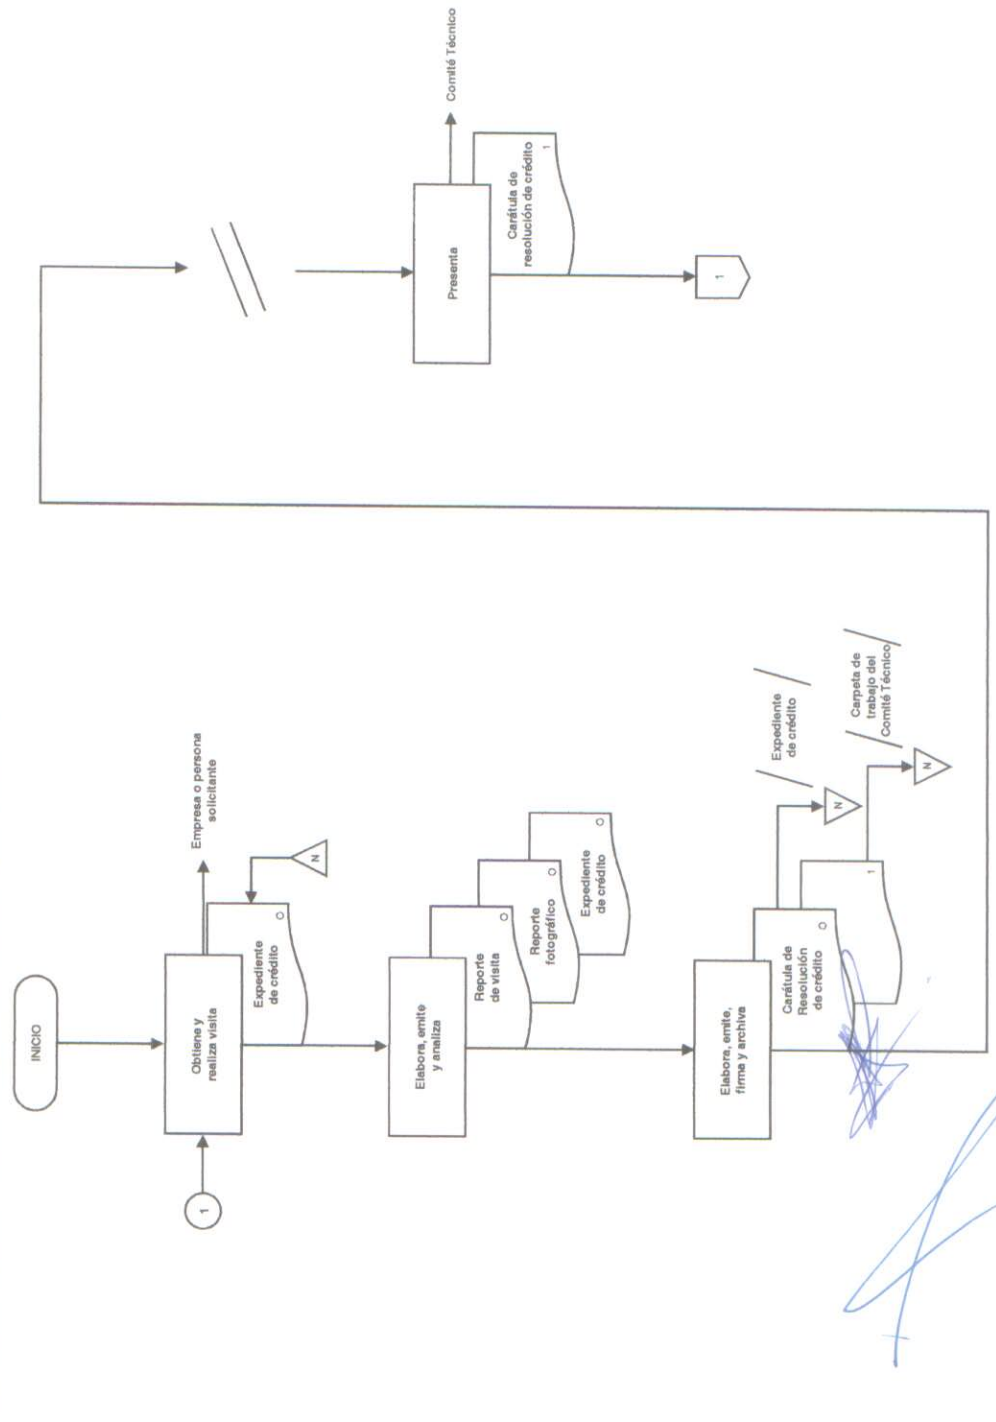 INICIO
1
Obtiene y
realiza visita
Empresa o persona
solicitante
Expediente
de crédito
O
N
Elabora, emite
y analiza
Reporte
de visita
O
Reporte
fotográfico
O
Expediente
de crédito
O
Elabora, emite,
firma y archiva
Carátula de
Resolución
de crédito
O
1
N
Expediente
de crédito
N
Carpeta de
trabajo del
Comité Técnico
Presenta
Comité Técnico
Carátula de
resolución de crédito
1
1